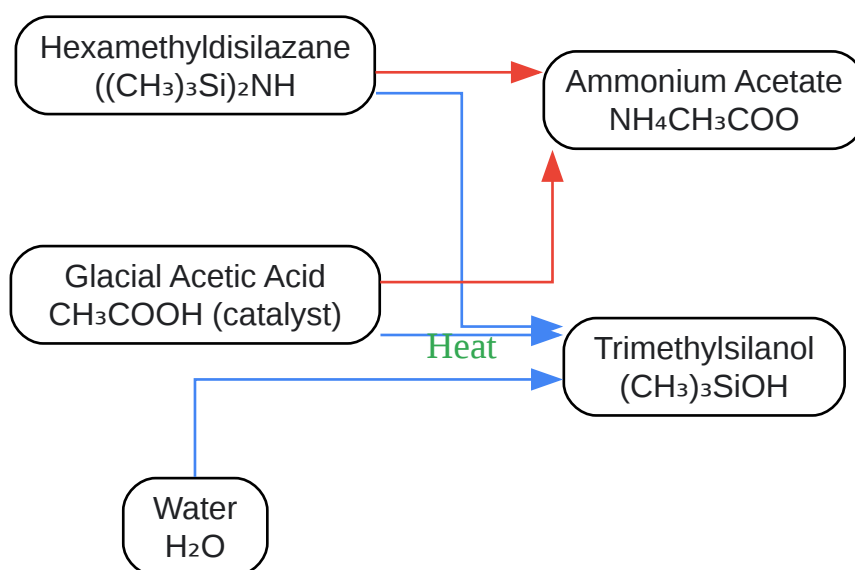 Hexamethyldisilazane
((CH₃)₃Si)₂NH
Ammonium Acetate
NH₄CH₃COO
Glacial Acetic Acid
CH₃COOH (catalyst)
Heat
Trimethylsilanol
(CH₃)₃SiOH
Water
H₂O